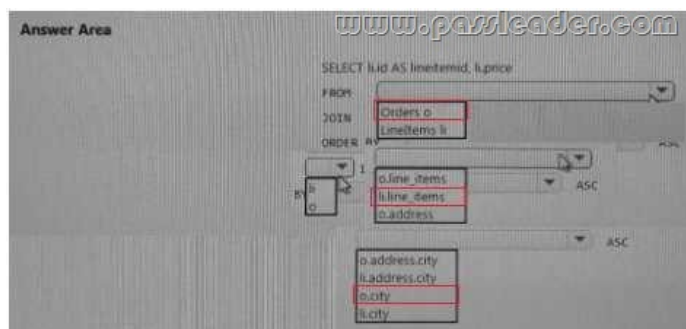 www.passleader.com
Answer Area
SELECT li.id AS lineitemid, li.price
FROM
Orders o
JOIN
LineItems li
ORDER BY
ASC
li
o
o.line_items
li.line_items
o.address
ASC
ASC
o.address.city
li.address.city
o.city
li.city